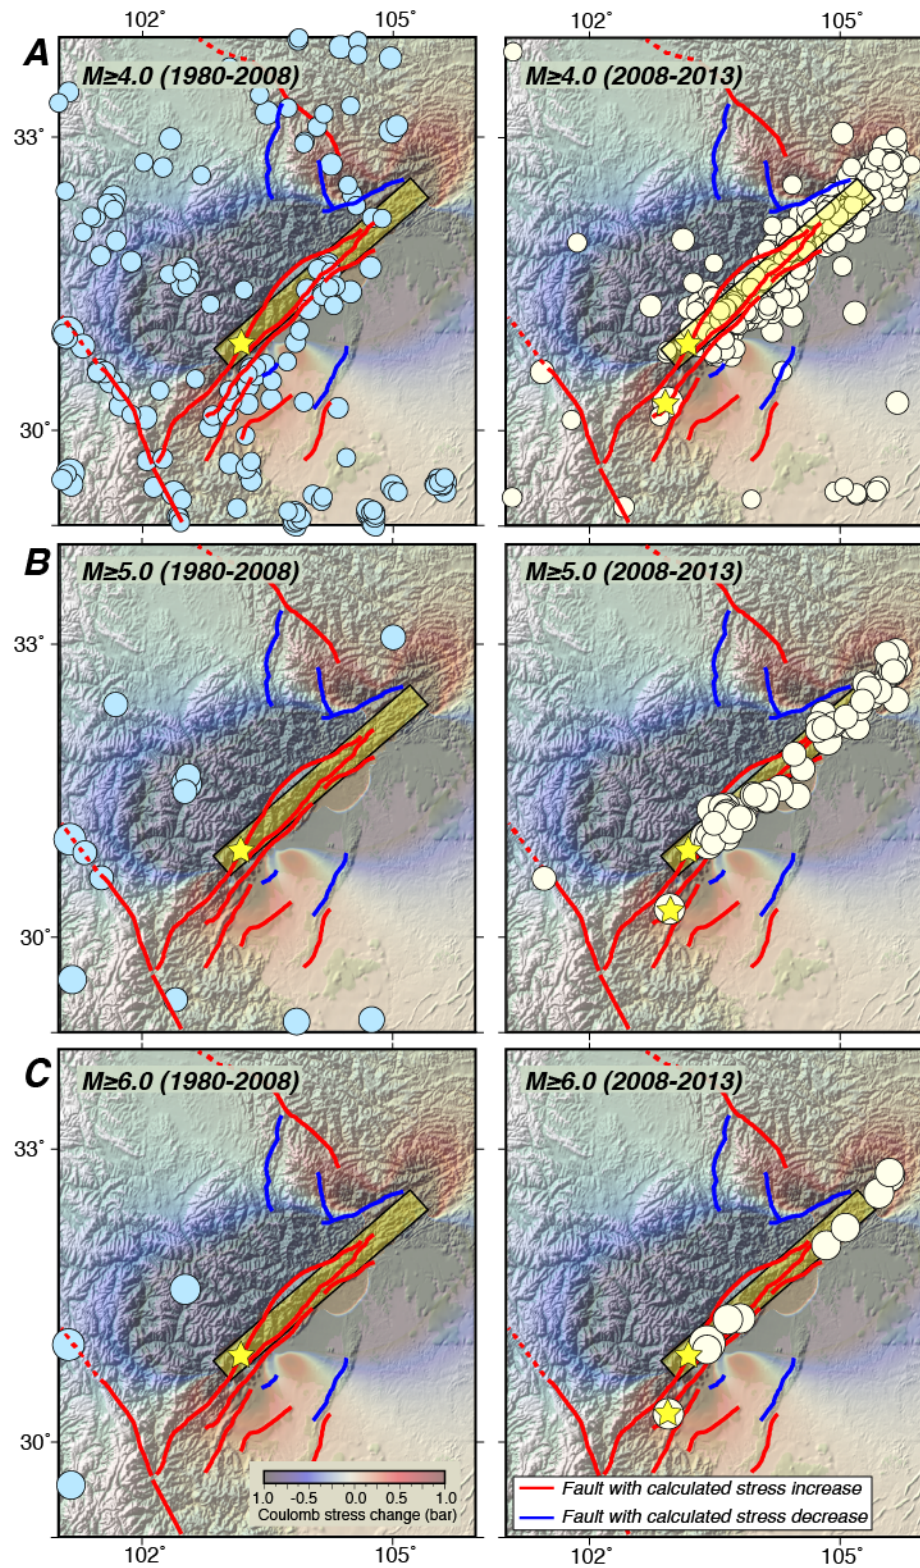 102° 105° 102° 105°
A M≥4.0 (1980-2008) M≥4.0 (2008-2013)
33°
30°
B M≥5.0 (1980-2008) M≥5.0 (2008-2013)
33°
30°
C M≥6.0 (1980-2008) M≥6.0 (2008-2013)
33°
30°
1.0 -0.5 0.0 0.5 1.0
Coulomb stress change (bar)
Fault with calculated stress increase
Fault with calculated stress decrease
102° 105° 102° 105°